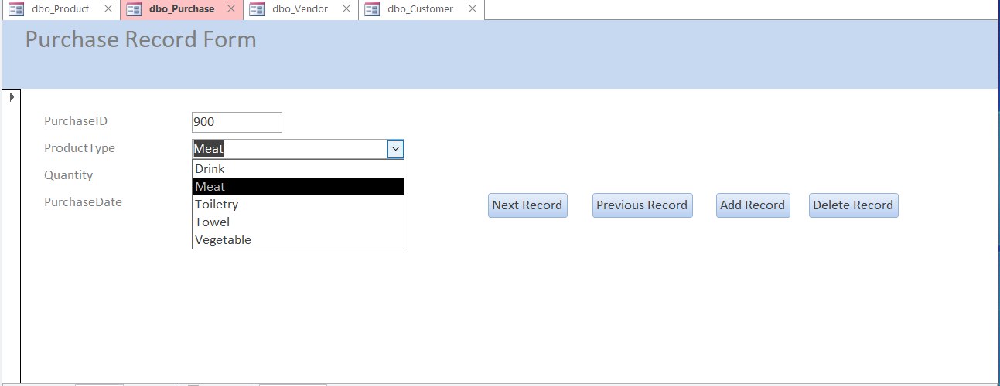 dbo_Product dbo_Purchase dbo_Vendor dbo_Customer
Purchase Record Form
PurchaseID 900
ProductType Meat
Quantity
PurchaseDate
Drink
Meat
Toiletry
Towel
Vegetable
Next Record Previous Record Add Record Delete Record